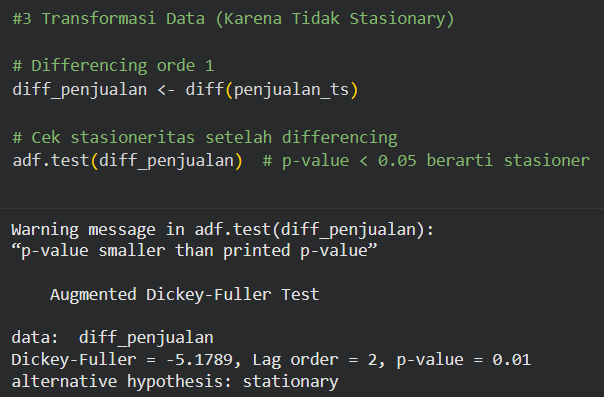 #3 Transformasi Data (Karena Tidak Stasionary)
# Differencing orde 1
diff_penjualan <- diff(penjualan_ts)
# Cek stasioneritas setelah differencing
adf.test(diff_penjualan)  # p-value < 0.05 berarti stasioner
Warning message in adf.test(diff_penjualan):
“p-value smaller than printed p-value”
Augmented Dickey-Fuller Test
data:  diff_penjualan
Dickey-Fuller = -5.1789, Lag order = 2, p-value = 0.01
alternative hypothesis: stationary